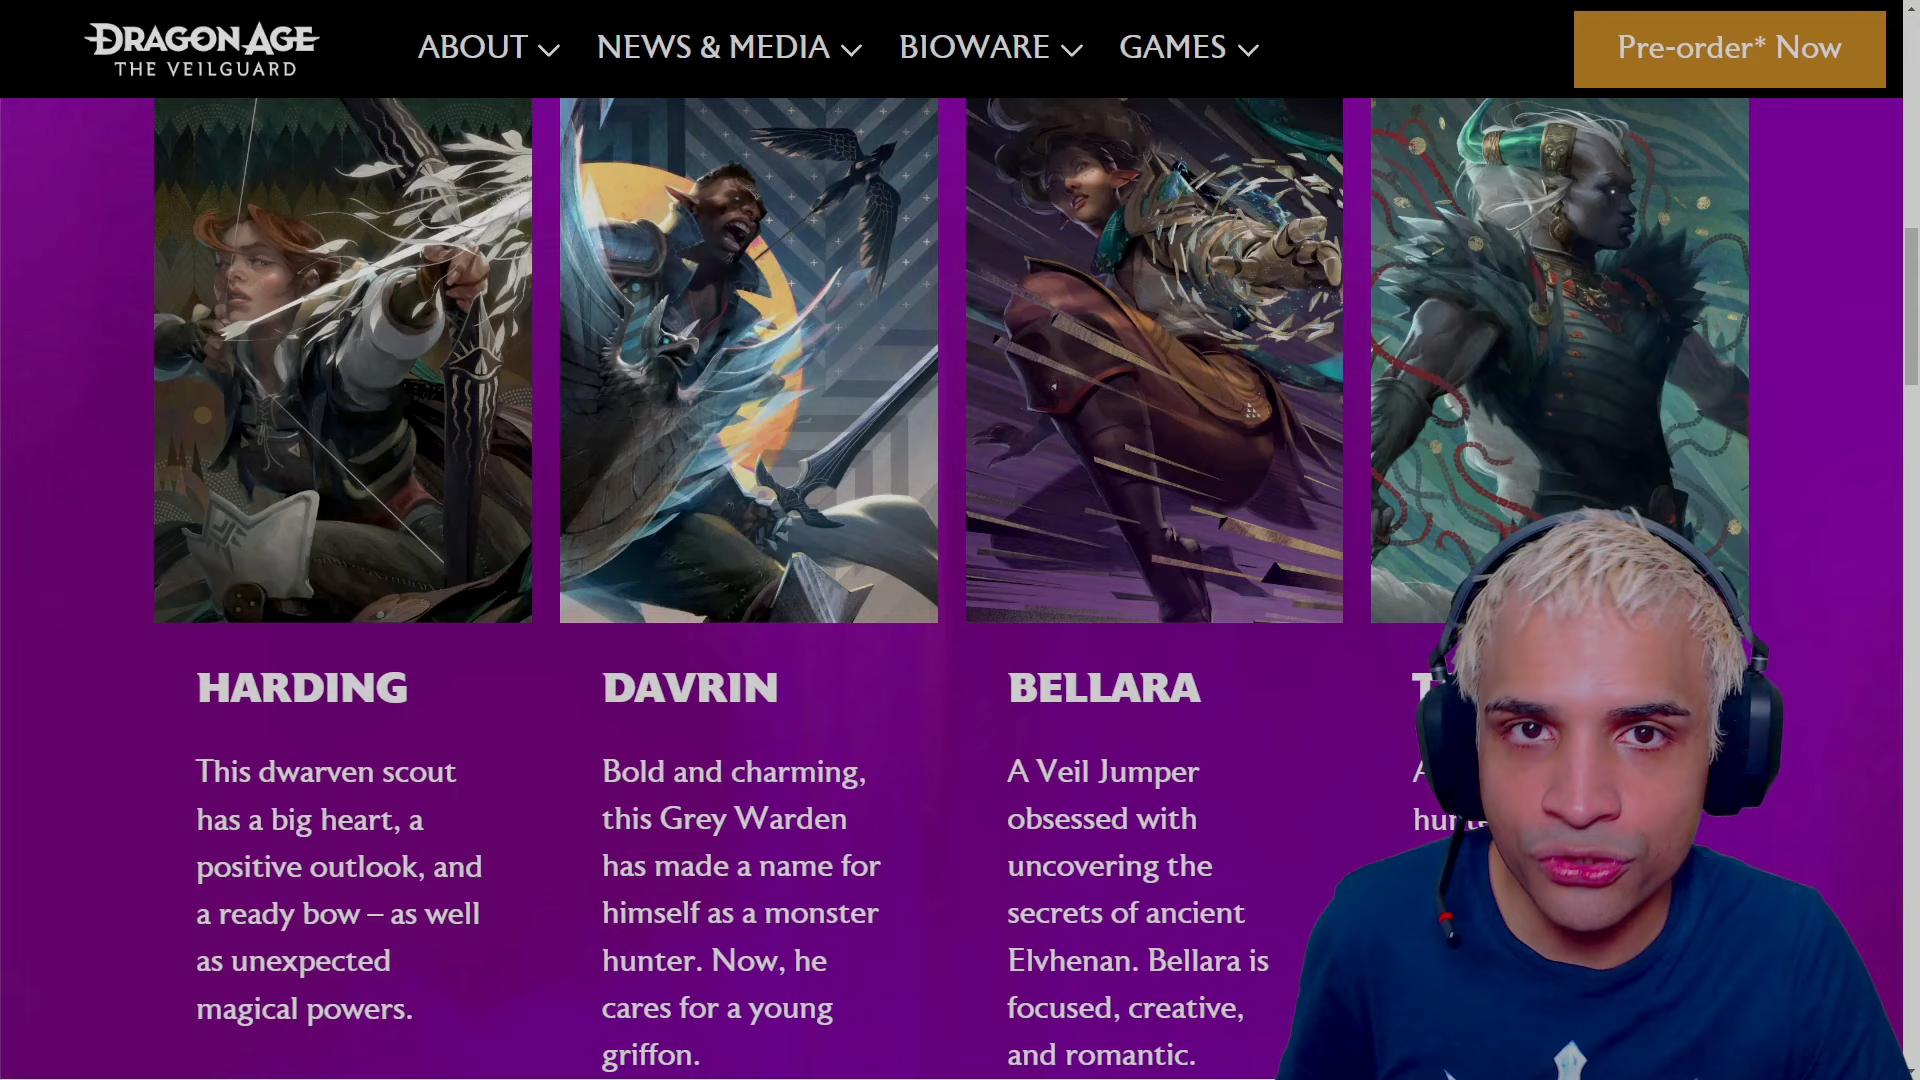 DRAGON AGE
THE VEILGUARD
ABOUT
NEWS & MEDIA
BIOWARE
GAMES
Pre-order* Now
HARDING
This dwarven scout
has a big heart, a
positive outlook, and
a ready bow – as well
as unexpected
magical powers.
DAVRIN
Bold and charming,
this Grey Warden
has made a name for
himself as a monster
hunter. Now, he
cares for a young
griffon.
BELLARA
A Veil Jumper
obsessed with
uncovering the
secrets of ancient
Elvhenan. Bellara is
focused, creative,
and romantic.